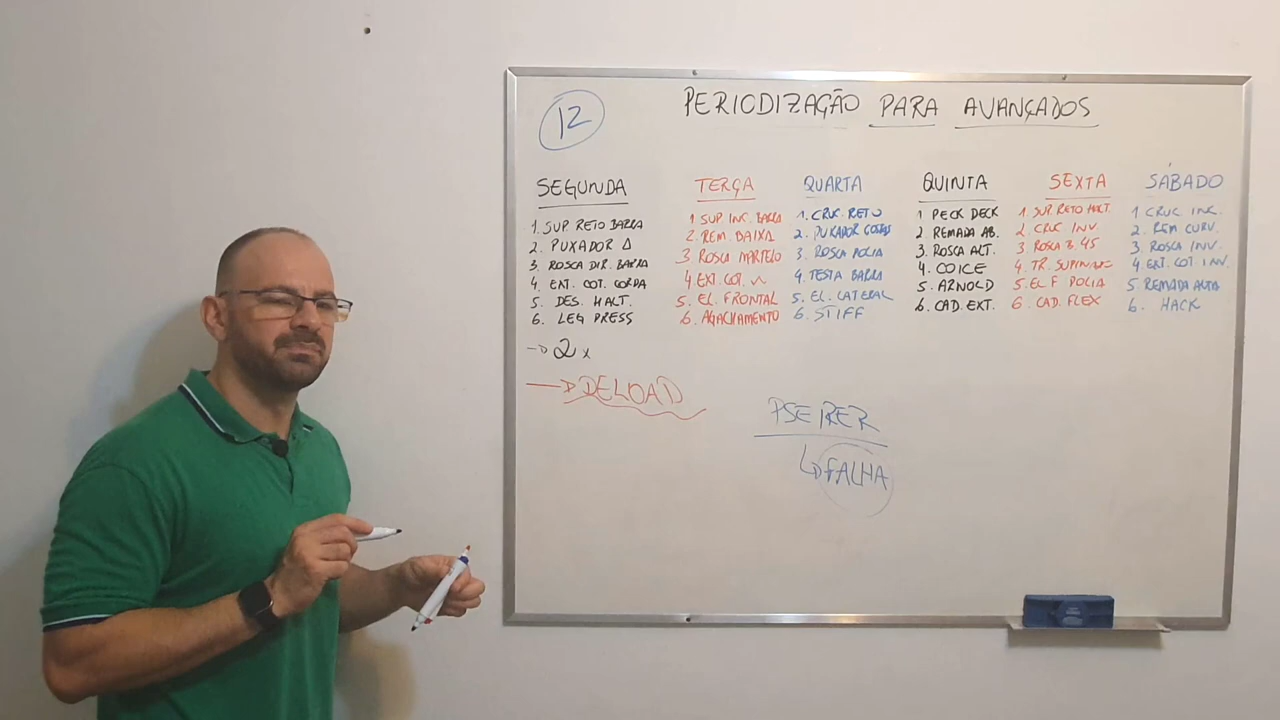 12
PERIODIZAÇÃO PARA AVANÇADOS
SEGUNDA
1. SUP RETO BARRA
2. PUXADOR Δ
3. ROSCA DIR. BARRA
4. EXT. COT. CORDA
5. DES. HALT.
6. LEG PRESS
→ 2x
→ DELOAD
TERÇA
1 SUP INC. BARRA
2. REM. BAIXA
3 ROSCA MARTELO
4. EXT. COT.
5. EL. FRONTAL
6. AGACHAMENTO
QUARTA
1. CRUC. RETO
2. PUXADOR COSTAS
3. ROSCA POLIA
4. TESTA BARRA
5. EL. LATERAL
6. STIFF
QUINTA
1 PECK DECK
2 REMADA AB.
3 ROSCA ALT.
4. COICE
5. ARNOLD
6. CAD. EXT.
SEXTA
1 SUP. RETO HALT.
2 CRUC INV
3 ROSCA B. 45
4. TR. SUPINADO
5. EL F POLIA
6. CAD. FLEX
SÁBADO
1 CRUC INC.
2. REM CURV.
3. ROSC INV.
4. EXT. COT. INV.
5 REMADA ALTA
6. HACK
PSE/RER
↳ FALHA